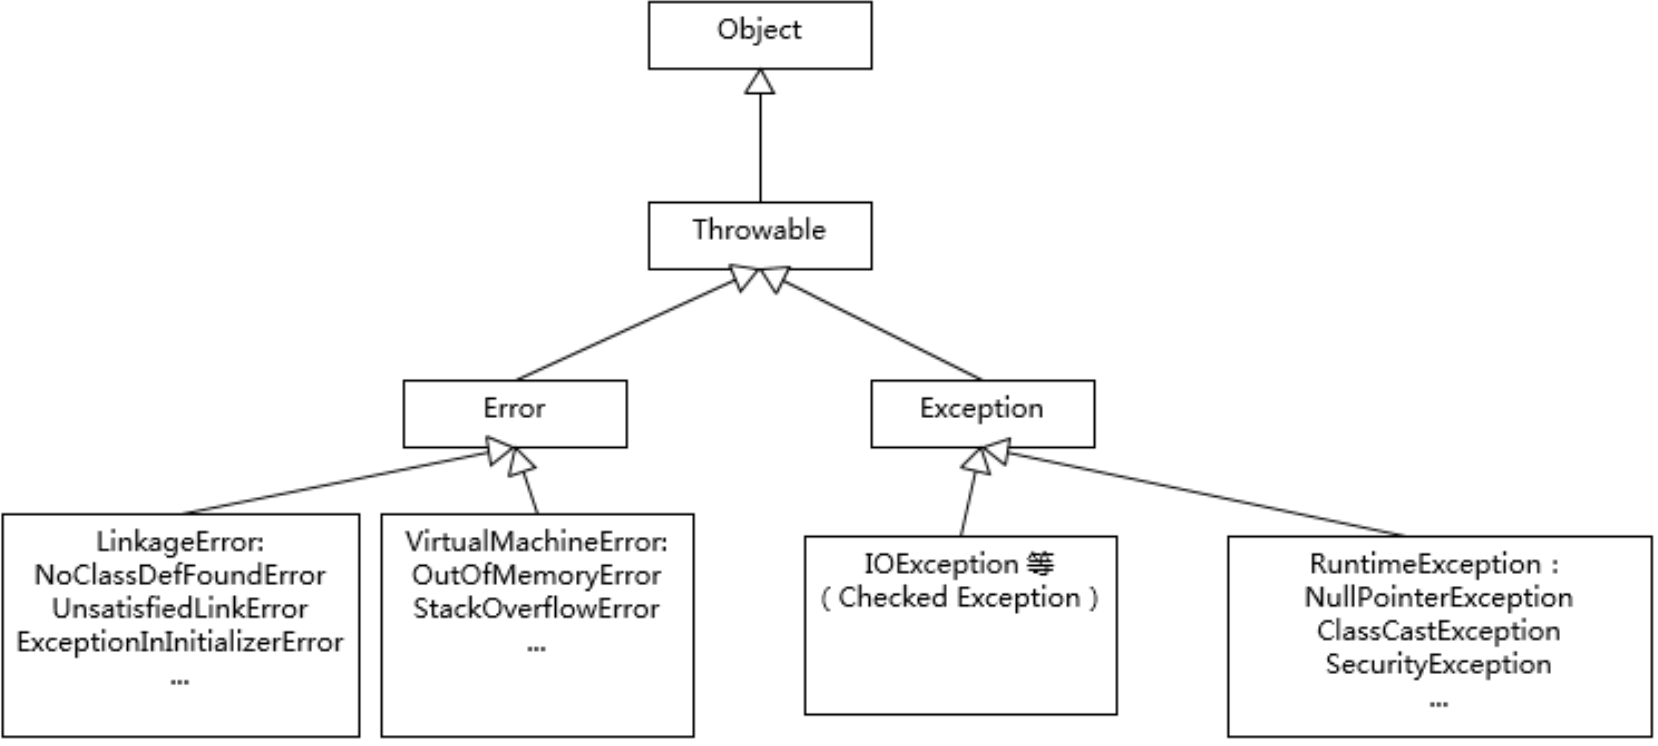 Object
Throwable
Error
Exception
LinkageError:
NoClassDefFoundError
UnsatisfiedLinkError
ExceptionInInitializerError
...
VirtualMachineError:
OutOfMemoryError
StackOverflowError
...
IOException 等
( Checked Exception )
RuntimeException :
NullPointerException
ClassCastException
SecurityException
...